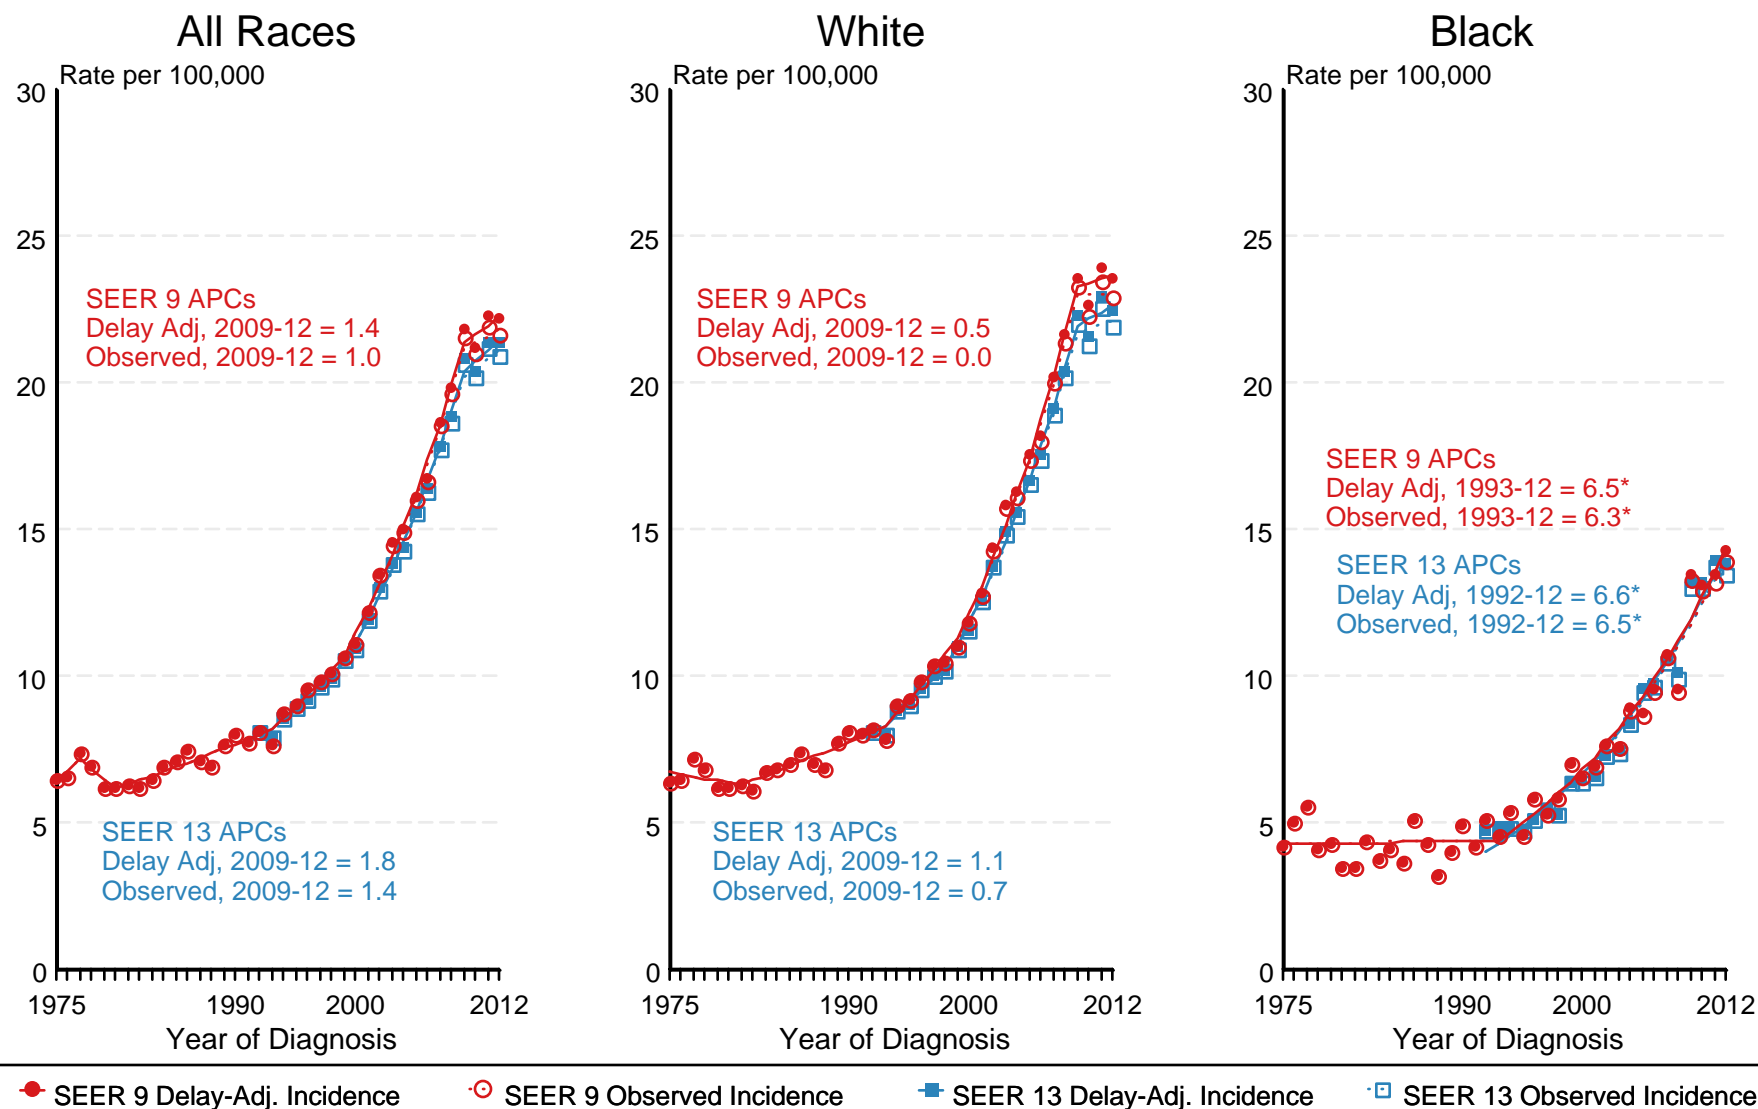 All Races
Rate per 100,000
30
25
20
15
10
5
0
SEER 9 APCs
Delay Adj, 2009-12 = 1.4
Observed, 2009-12 = 1.0
SEER 13 APCs
Delay Adj, 2009-12 = 1.8
Observed, 2009-12 = 1.4
1975 1990 2000 2012
Year of Diagnosis
White
Rate per 100,000
30
25
20
15
10
5
0
SEER 9 APCs
Delay Adj, 2009-12 = 0.5
Observed, 2009-12 = 0.0
SEER 13 APCs
Delay Adj, 2009-12 = 1.1
Observed, 2009-12 = 0.7
1975 1990 2000 2012
Year of Diagnosis
Black
Rate per 100,000
30
25
20
15
10
5
0
SEER 9 APCs
Delay Adj, 1993-12 = 6.5*
Observed, 1993-12 = 6.3*
SEER 13 APCs
Delay Adj, 1992-12 = 6.6*
Observed, 1992-12 = 6.5*
1975 1990 2000 2012
Year of Diagnosis
SEER 9 Delay-Adj. Incidence SEER 9 Observed Incidence SEER 13 Delay-Adj. Incidence SEER 13 Observed Incidence